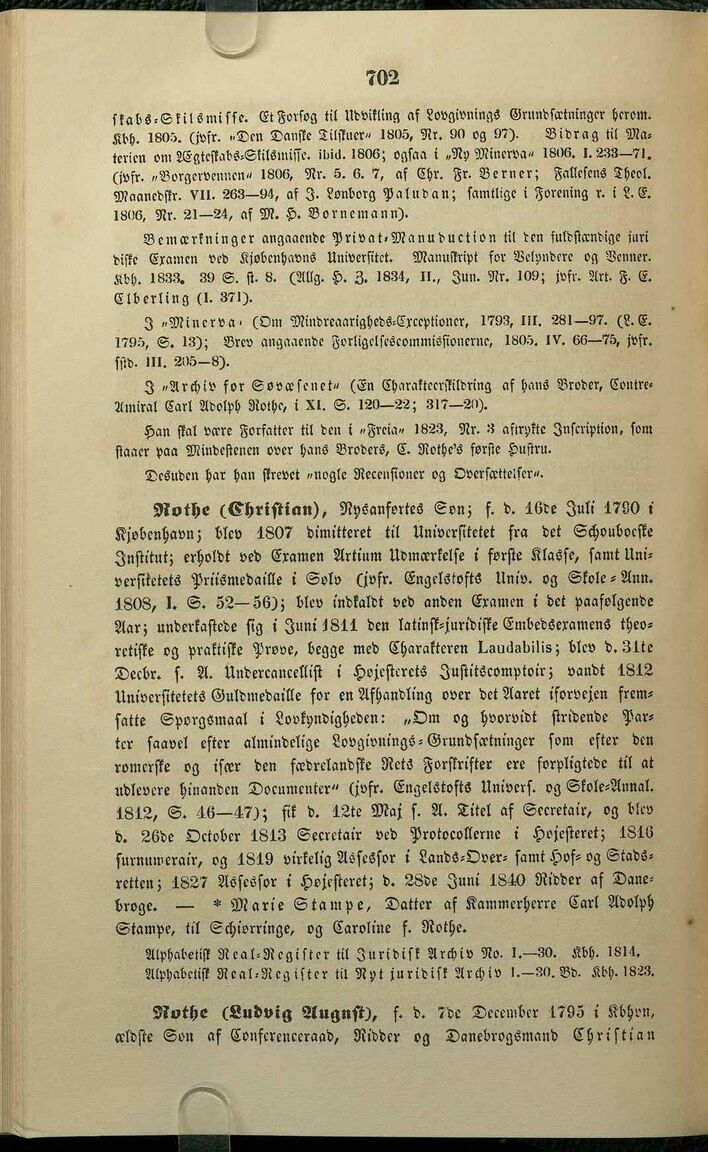 702
skabs-Skilsmisse. Et Forsøg til Udvikling af Lovgivnings Grundsætninger herom.
Kbh. 1805. (jvfr. „Den Danske Tilskuer„ 1805, Nr. 90 og 97). Bidrag til Ma-
terien om Ægteskabs-Skilsmisse. ibid. 1806; ogsaa i „Ny Minerva„ 1806. I. 233—71.
(jvfr. „Borgervennen„ 1806, Nr. 5. 6. 7, af Chr. Fr. Berner; Fallesens Theol.
Maanedskr. VII. 263—94, af J. Lønborg Paludan; samtlige i Forening r. i L. E.
1806, Nr. 21—24, af M. H. Bornemann).
Bemærkninger angaaende Privat-Manuduction til den fuldstændige juri
diske Examen ved Kjøbenhavns Universitet. Manuskript for Velyndere og Venner.
Kbh. 1833. 39 S. st. 8. (Allg. H. Z. 1834, II., Jun. Nr. 109; jvfr. Art. F. E.
Elberling (I. 371).
I „Minerva„ (Om Mindreaarigheds-Exceptioner, 1793, III. 281—97. (L. E.
1795, S. 13); Brev angaaende Forligelsescommissionerne, 1805. IV. 66—75, jvfr.
sstd. III. 205—8).
I „Archiv for Søvæsenet„ (En Charakteerskildring af hans Broder, Contre-
Amiral Carl Adolph Rothe, i XI. S. 120—22; 317—20).
Han skal være Forfatter til den i „Freia„ 1823, Nr. 3 aftrykte Inscription, som
staaer paa Mindestenen over hans Broders, C. Rothe's første Hustru.
Desuden har han skrevet „nogle Recensioner og Oversættelser„.
Rothe (Christian), Nysanførtes Søn; f. d. 16de Juli 1790 i
Kjøbenhavn; blev 1807 dimitteret til Universitetet fra det Schouboeske
Institut; erholdt ved Examen Artium Udmærkelse i første Klasse, samt Uni-
versitetets Priismedaille i Sølv (jvfr. Engelstofts Univ. og Skole-Ann.
1808, I. S. 52—56); blev indkaldt ved anden Examen i det paafølgende
Aar; underkastede sig i Juni 1811 den latinsk-juridiske Embedsexamens theo-
retiske og praktiske Prøve, begge med Charakteren Laudabilis; blev d. 31te
Decbr. s. A. Undercancellist i Højesterets Justitscomptoir; vandt 1812
Universitetets Guldmedaille for en Afhandling over det Aaret iforvejen frem-
satte Spørgsmaal i Lovkyndigheden: „Om og hvorvidt stridende Par-
ter saavel efter almindelige Lovgivnings-Grundsætninger som efter den
romerske og især den fædrelandske Rets Forskrifter ere forpligtede til at
udlevere hinanden Documenter“ (jvfr. Engelstofts Univers. og Skole-Annal.
1812, S. 46—47); fik d. 12te Maj s. A. Titel af Secretair, og blev
d. 26de October 1813 Secretair ved Protocollerne i Højesteret; 1816
surnumerair, og 1819 virkelig Assessor i Lands-Over- samt Hof- og Stads-
retten; 1827 Assessor i Højesteret; d. 28de Juni 1840 Ridder af Dane-
broge. — * Marie Stampe, Datter af Kammerherre Carl Adolph
Stampe, til Schiørringe, og Caroline f. Rothe.
Alphabetisk Real-Register til Juridisk Archiv No. 1.—30. Kbh. 1814.
Alphabetisk Real-Register til Nyt juridisk Archiv 1.—30. Bd. Kbh. 1823.
Rothe (Ludvig August), f. d. 7de December 1795 i Kbhvn,
ældste Søn af Conferenceraad, Ridder og Danebrogsmand Christian